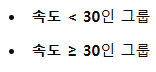 • 속도 < 30인 그룹
• 속도 ≥ 30인 그룹